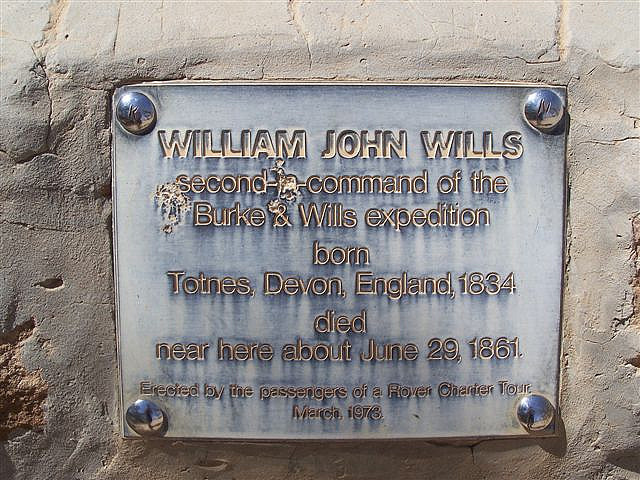 WILLIAM JOHN WILLS
second-in-command of the
Burke & Wills expedition
born
Totnes, Devon, England, 1834
died
near here about June 29, 1861.
Erected by the passengers of a Rover Charter Tour.
March, 1973.